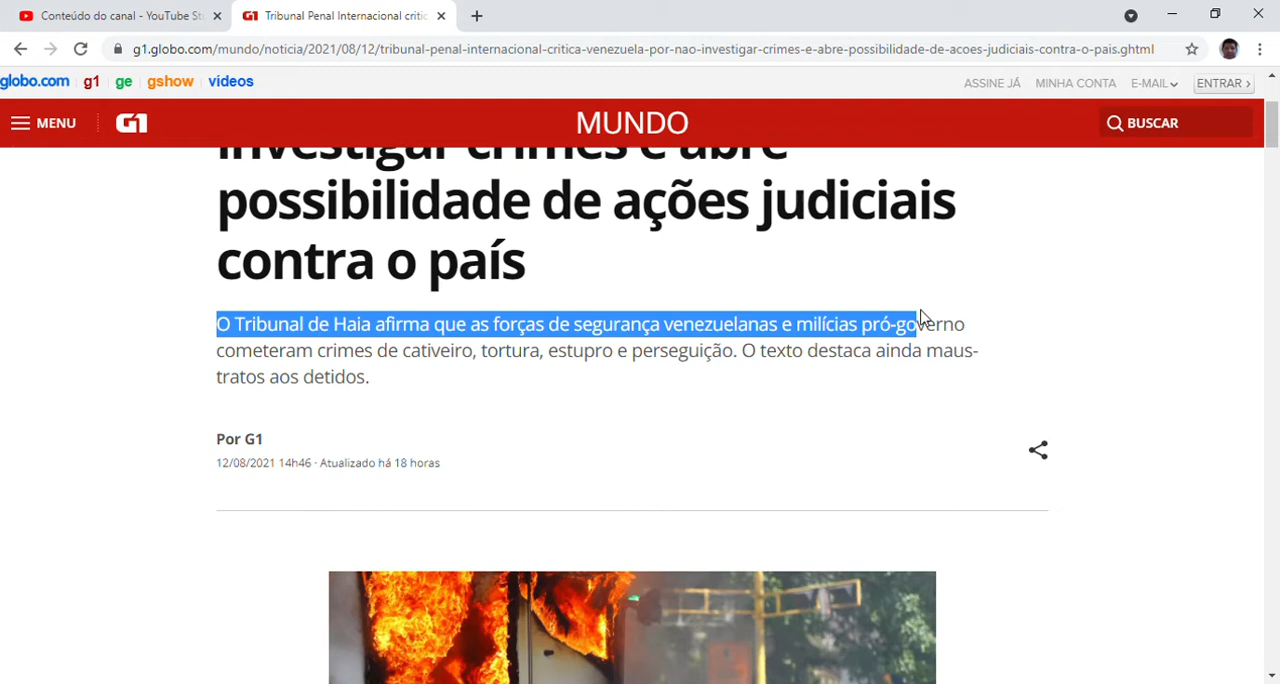 Conteúdo do canal - YouTube St
Tribunal Penal Internacional critic
g1.globo.com/mundo/noticia/2021/08/12/tribunal-penal-internacional-critica-venezuela-por-nao-investigar-crimes-e-abre-possibilidade-de-acoes-judiciais-contra-o-pais.ghtml
globo.com g1 ge gshow videos ASSINE JÁ MINHA CONTA E-MAIL ENTRAR ›
MENU G1 MUNDO BUSCAR
investigar crimes e abre
possibilidade de ações judiciais
contra o país
O Tribunal de Haia afirma que as forças de segurança venezuelanas e milícias pró-governo
cometeram crimes de cativeiro, tortura, estupro e perseguição. O texto destaca ainda maus-
tratos aos detidos.
Por G1
12/08/2021 14h46 · Atualizado há 18 horas